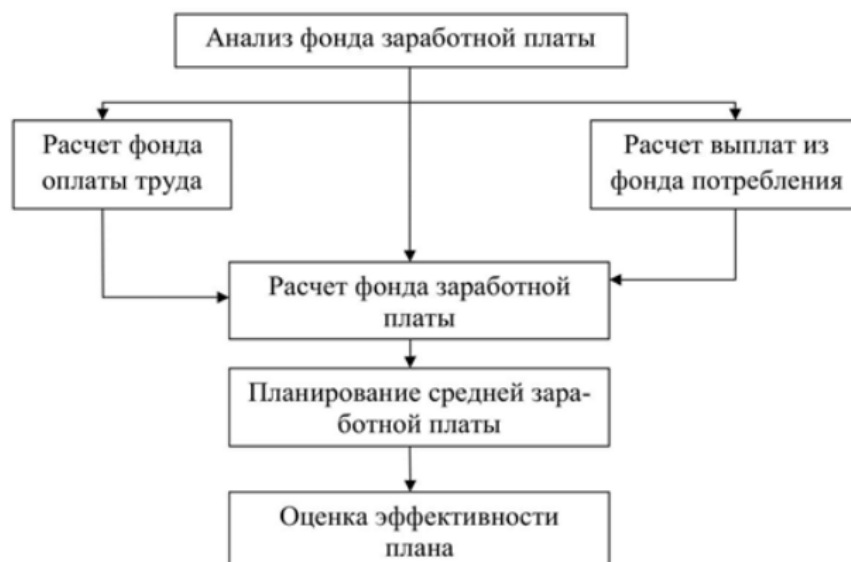 Анализ фонда заработной платы
Расчет фонда
оплаты труда
Расчет выплат из
фонда потребления
Расчет фонда заработной
платы
Планирование средней зара-
ботной платы
Оценка эффективности
плана